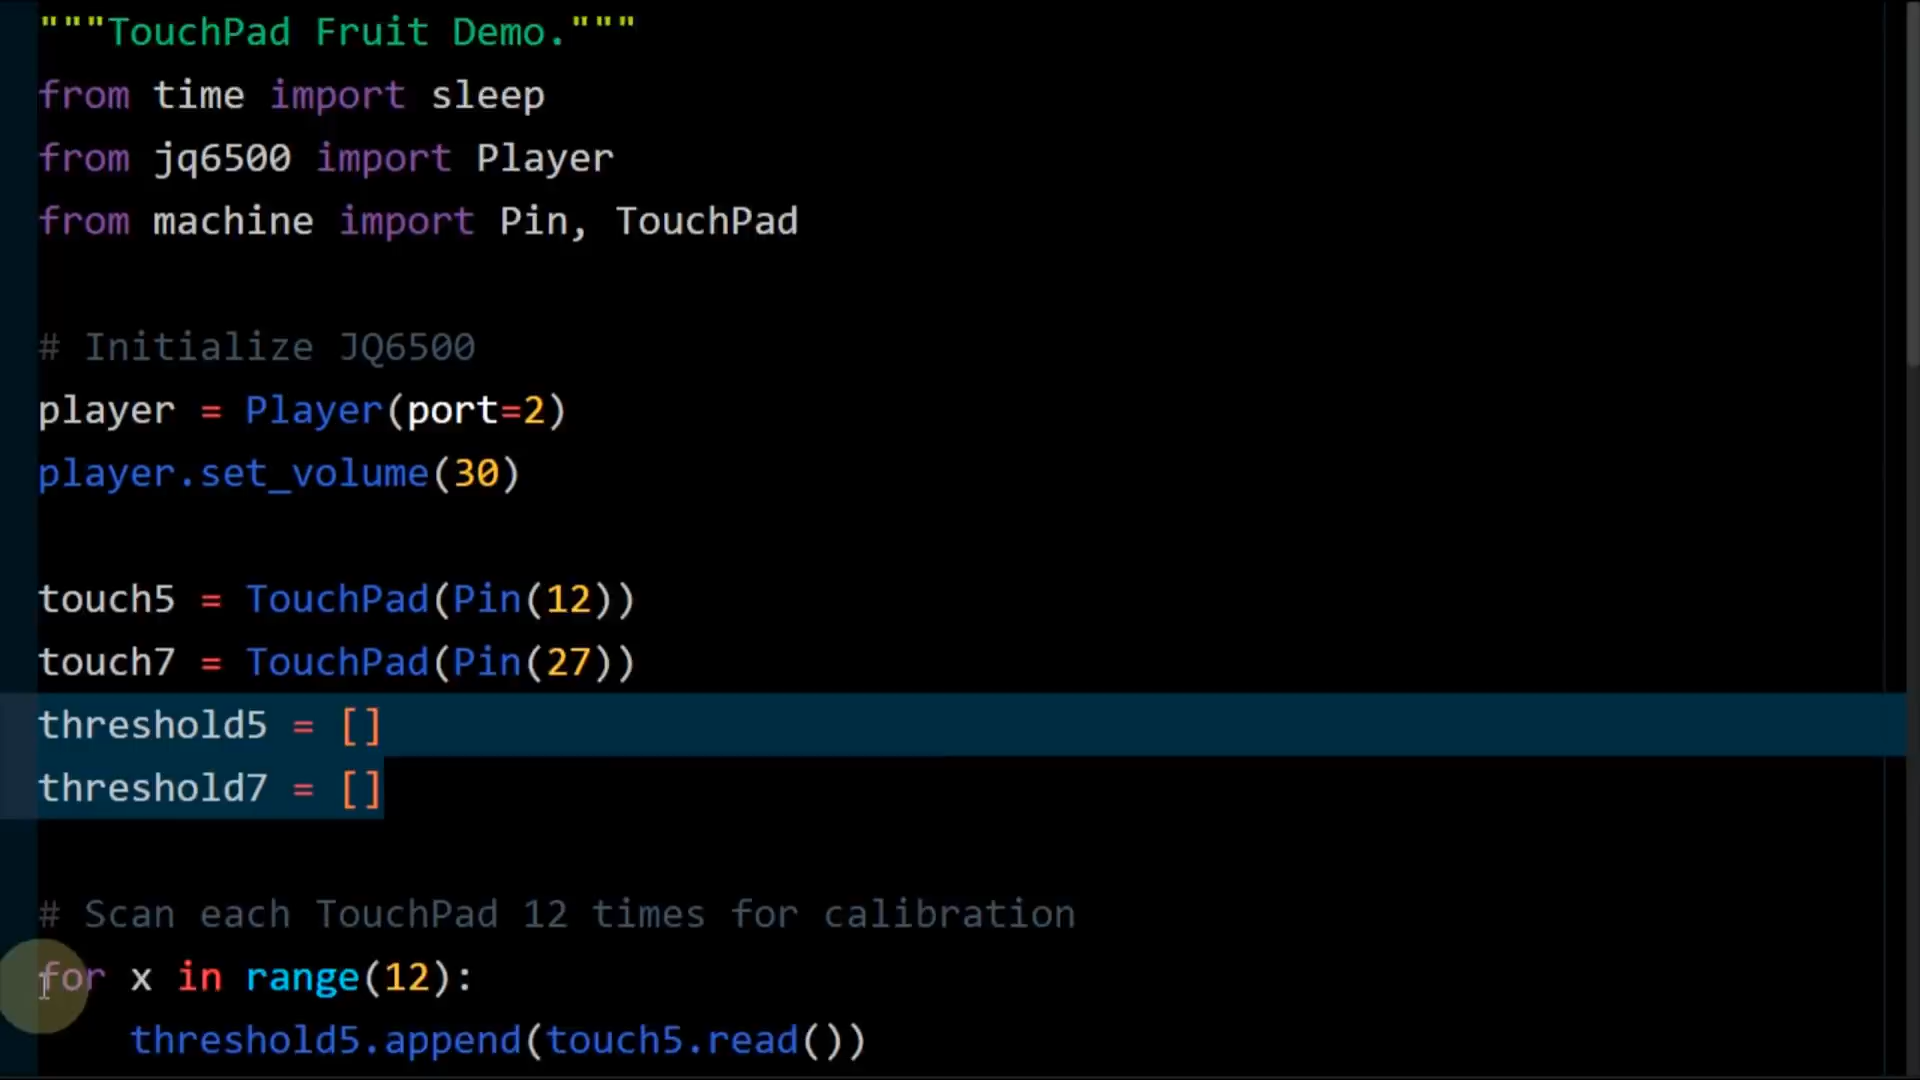 """TouchPad Fruit Demo."""
from time import sleep
from jq6500 import Player
from machine import Pin, TouchPad
# Initialize JQ6500
player = Player(port=2)
player.set_volume(30)
touch5 = TouchPad(Pin(12))
touch7 = TouchPad(Pin(27))
threshold5 = []
threshold7 = []
# Scan each TouchPad 12 times for calibration
for x in range(12):
    threshold5.append(touch5.read())